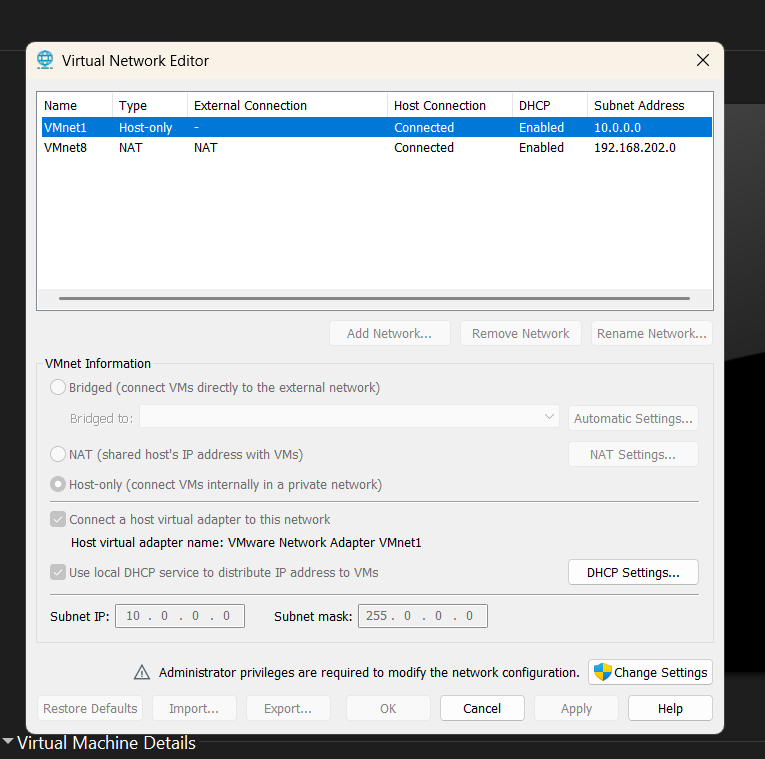 Virtual Network Editor
Name Type External Connection Host Connection DHCP Subnet Address
VMnet1 Host-only - Connected Enabled 10.0.0.0
VMnet8 NAT NAT Connected Enabled 192.168.202.0
Add Network... Remove Network Rename Network...
VMnet Information
Bridged (connect VMs directly to the external network)
Bridged to: Automatic Settings...
NAT (shared host's IP address with VMs) NAT Settings...
Host-only (connect VMs internally in a private network)
Connect a host virtual adapter to this network
Host virtual adapter name: VMware Network Adapter VMnet1
Use local DHCP service to distribute IP address to VMs DHCP Settings...
Subnet IP: 10 . 0 . 0 . 0 Subnet mask: 255 . 0 . 0 . 0
Administrator privileges are required to modify the network configuration. Change Settings
Restore Defaults Import... Export... OK Cancel Apply Help
Virtual Machine Details